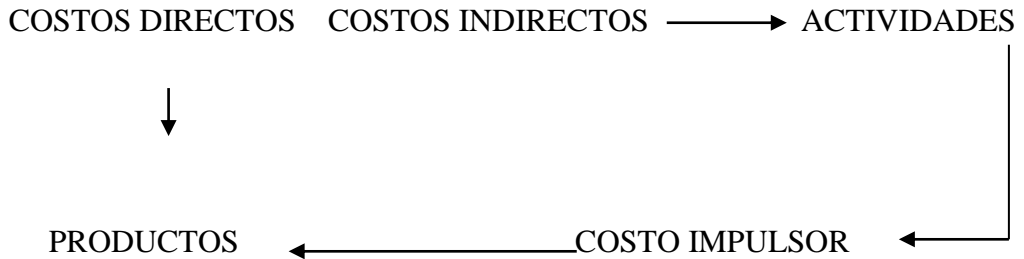 COSTOS DIRECTOS COSTOS INDIRECTOS ACTIVIDADES
PRODUCTOS COSTO IMPULSOR